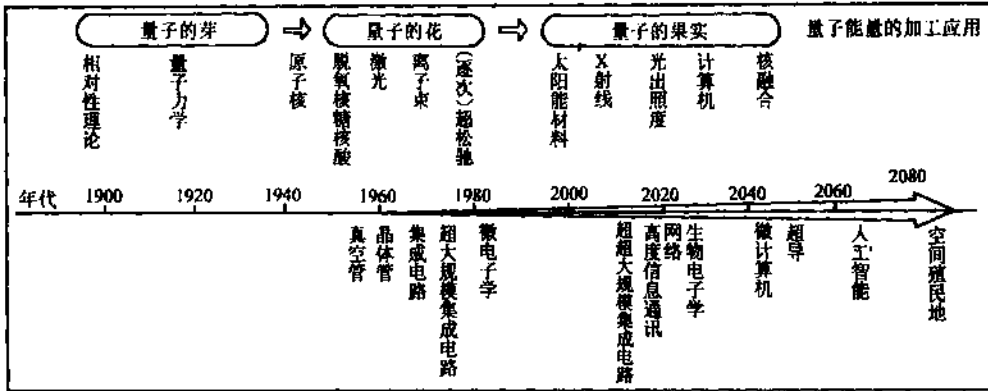 量子的芽
量子的花
量子的果实
量子能量的加工应用
相对性理论
量子力学
原子核
脱氧核糖核酸
激光
离子束
(逐次)超松驰
太阳能材料
X射线
光出照度
计算机
核融合
年代
1900
1920
1940
1960
1980
2000
2020
2040
2060
2080
真空管
晶体管
集成电路
超大规模集成电路
微电子学
超超大规模集成电路
高度信息通讯
网络
生物电子学
微计算机
超导
人工智能
空间殖民地